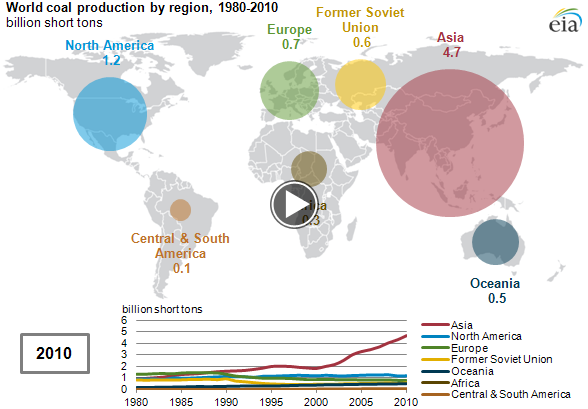 World coal production by region, 1980-2010
billion short tons
eia
North America
1.2
Europe
0.7
Former Soviet
Union
0.6
Asia
4.7
rica
0.3
Central & South
America
0.1
Oceania
0.5
2010
billion short tons
6
5
4
3
2
1
0
1980 1985 1990 1995 2000 2005 2010
Asia
North America
Europe
Former Soviet Union
Oceania
Africa
Central & South America